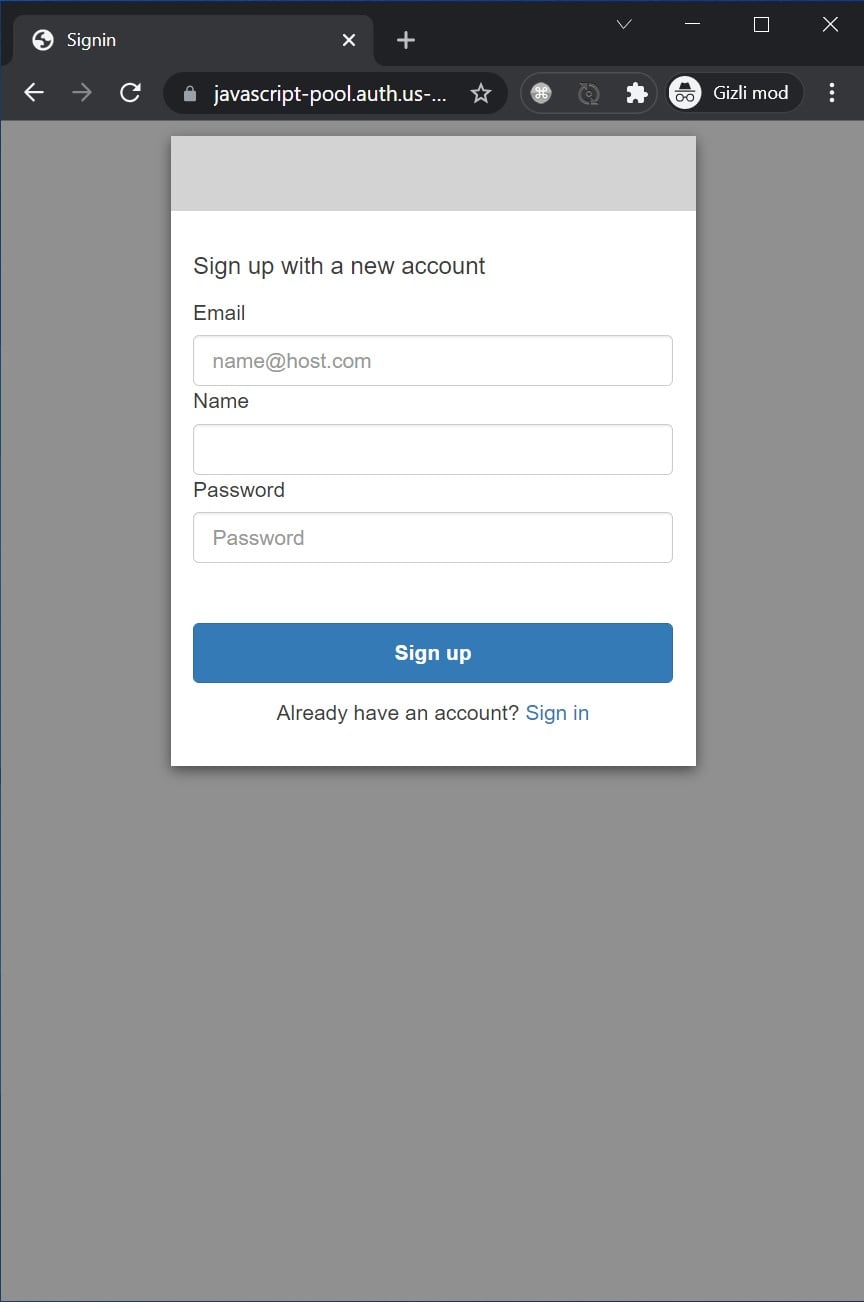 Signin
javascript-pool.auth.us-...
Gizli mod
Sign up with a new account
Email
name@host.com
Name
Password
Password
Sign up
Already have an account? Sign in